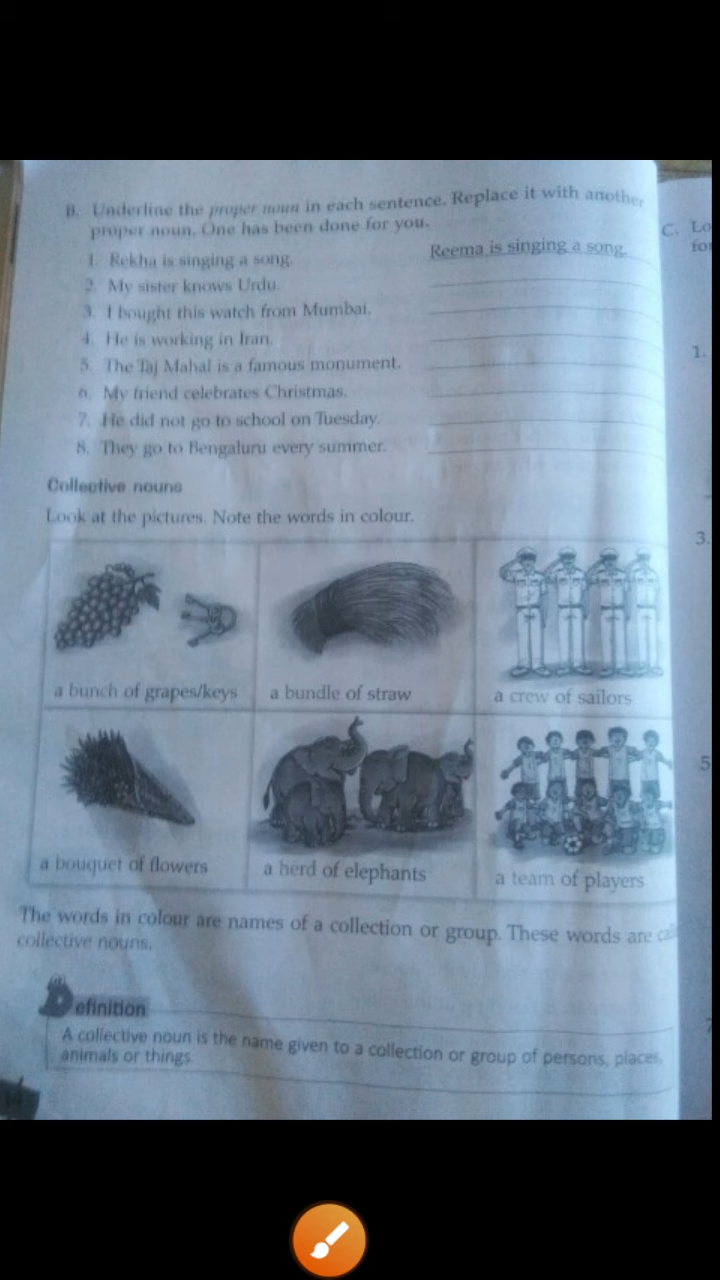 B. Underline the proper noun in each sentence. Replace it with another
proper noun. One has been done for you.
1. Rekha is singing a song. Reema is singing a song.
2. My sister knows Urdu.
3. I bought this watch from Mumbai.
4. He is working in Iran.
5. The Taj Mahal is a famous monument.
6. My friend celebrates Christmas.
7. He did not go to school on Tuesday.
8. They go to Bengaluru every summer.
Collective nouns
Look at the pictures. Note the words in colour.
a bunch of grapes/keys a bundle of straw a crew of sailors
a bouquet of flowers a herd of elephants a team of players
The words in colour are names of a collection or group. These words are
collective nouns.
Definition
A collective noun is the name given to a collection or group of persons, places,
animals or things.
C.
1.
3.
5